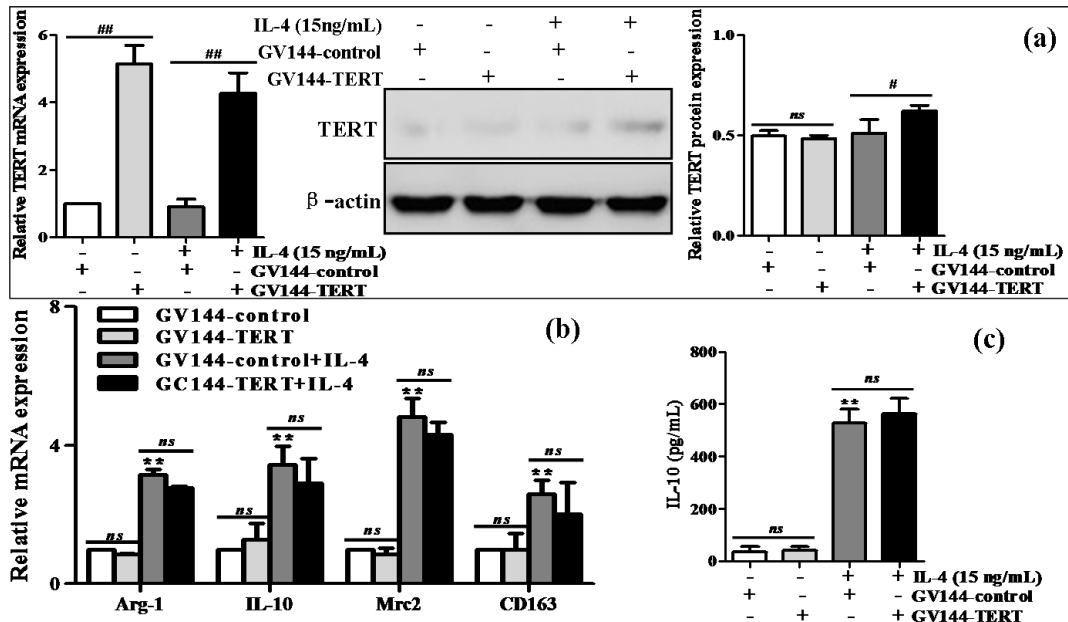 (a)
Relative TERT mRNA expression
6
4
2
0
##
##
- - + + IL-4 (15 ng/mL)
+ - + - GV144-control
- + - + GV144-TERT
IL-4 (15ng/mL) - - + +
GV144-control + - + -
GV144-TERT - + - +
TERT
β-actin
Relative TERT protein expression
1.0
0.5
0.0
ns
#
- - + + IL-4 (15 ng/mL)
+ - + - GV144-control
- + - + GV144-TERT
(b)
Relative mRNA expression
8
4
0
GV144-control
GV144-TERT
GV144-control+IL-4
GC144-TERT+IL-4
ns
**
ns
ns
**
ns
ns
**
ns
ns
**
ns
Arg-1 IL-10 Mrc2 CD163
(c)
IL-10 (pg/mL)
800
600
400
200
0
ns
**
ns
- - + + IL-4 (15 ng/mL)
+ - + - GV144-control
- + - + GV144-TERT